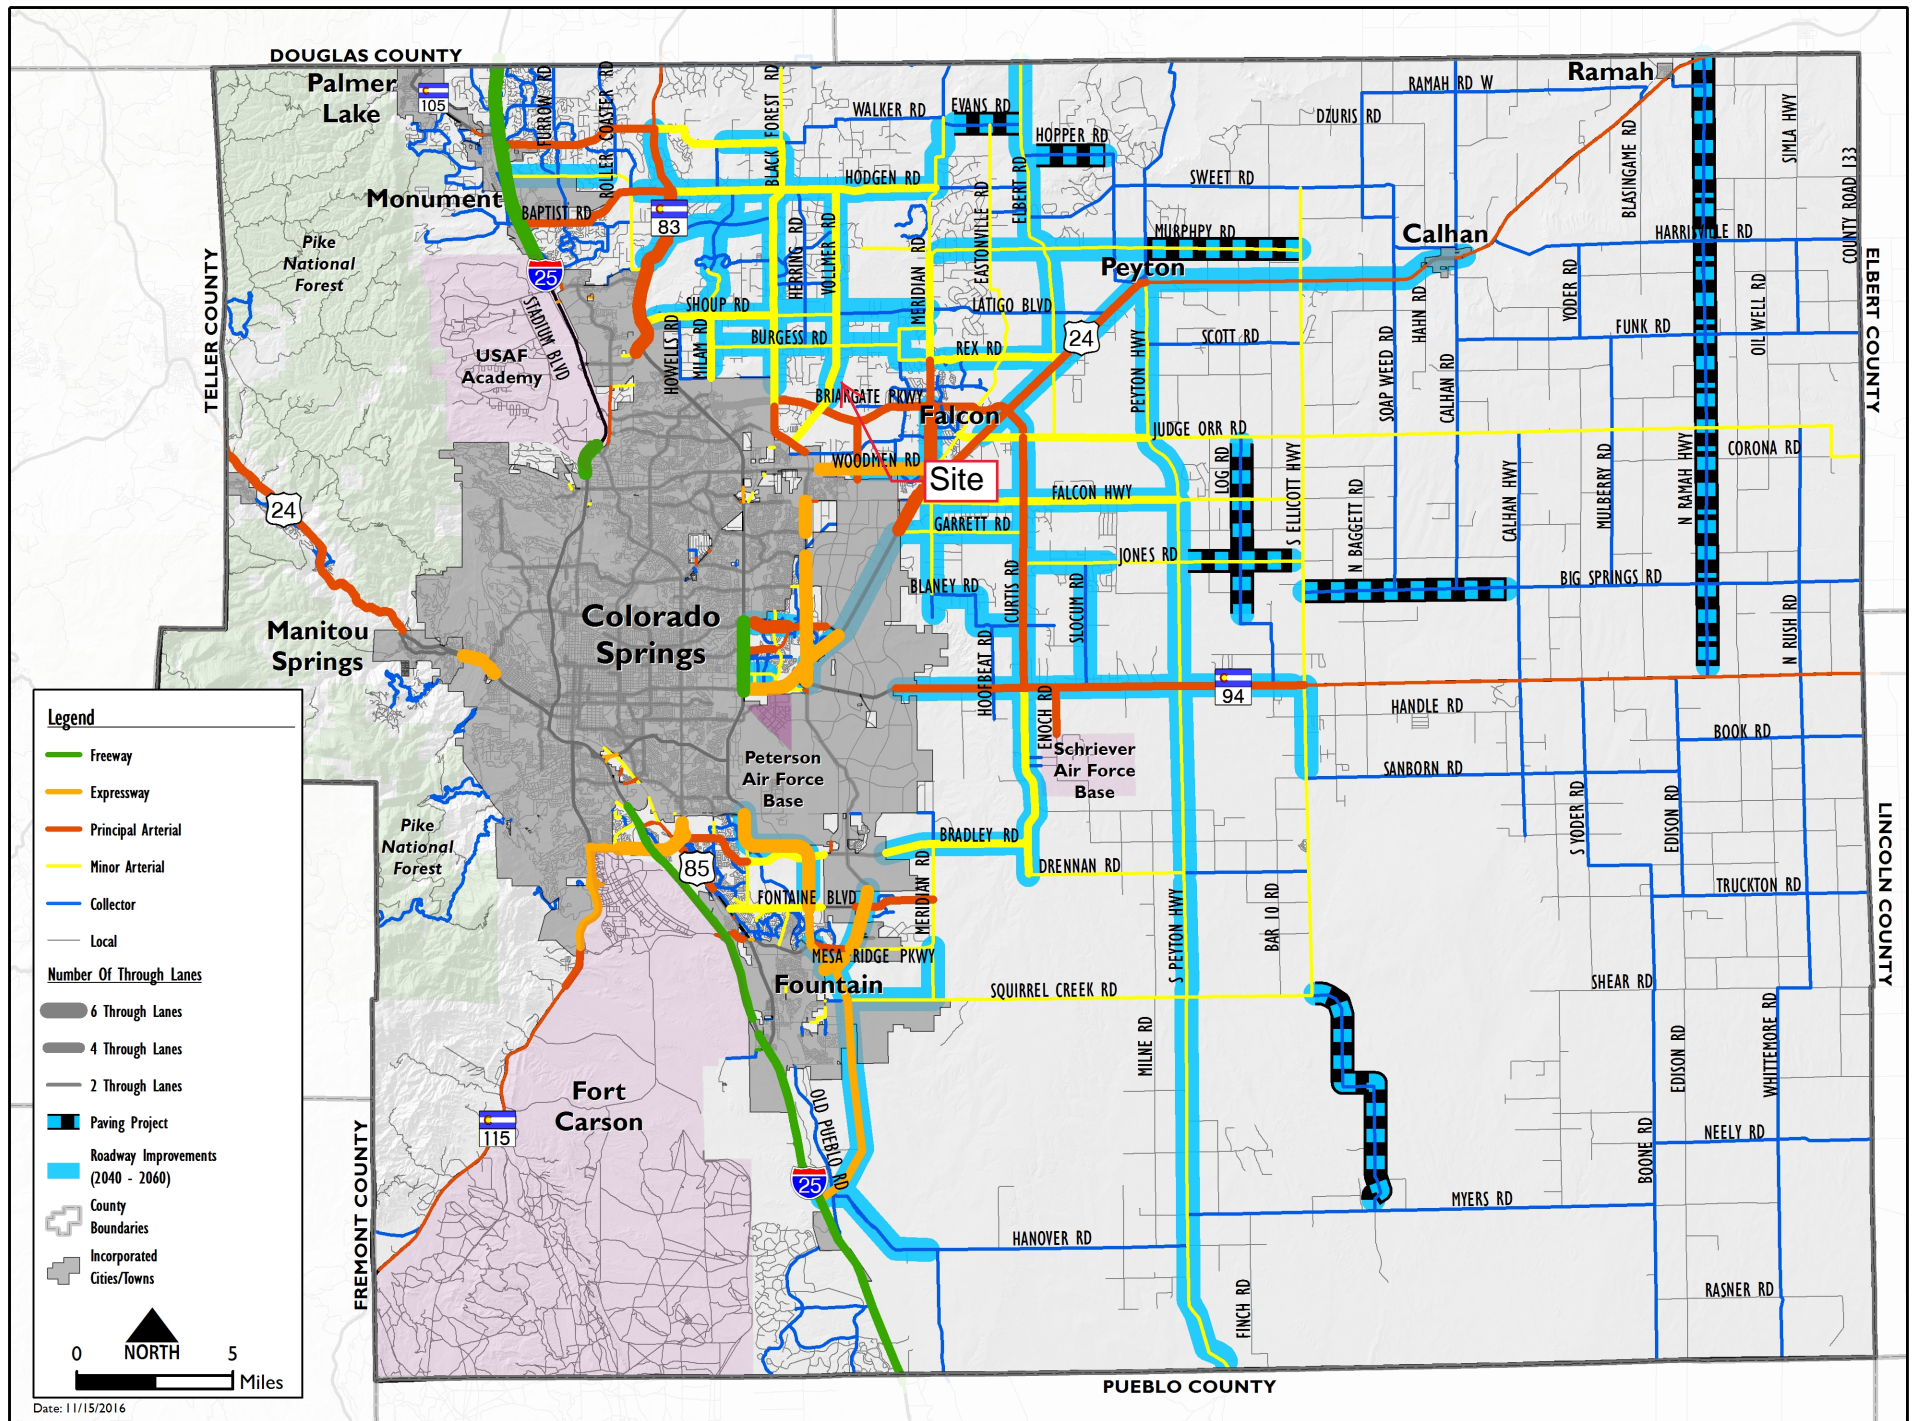 DOUGLAS COUNTY
Palmer
Lake
105
FURROW RD
ROLLER COASTER RD
BLACK FOREST RD
WALKER RD
EVANS RD
HOPPER RD
DZURIS RD
RAMAH RD W
Ramah
SIMLA HWY
BLASINGAME RD
COUNTY ROAD 133
Monument
BAPTIST RD
83
HODGEN RD
SWEET RD
EASTONVILLE RD
ELBERT RD
HERRING RD
VOLLMER RD
MERIDIAN RD
MURPHPY RD
Calhan
HARRISVILLE RD
Pike
National
Forest
25
STADIUM BLVD
Peyton
TELLER COUNTY
ELBERT COUNTY
SHOUP RD
LATIGO BLVD
24
YODER RD
OIL WELL RD
USAF
Academy
HOWELLS RD
MILAM RD
BURGESS RD
REX RD
PEYTON HWY
SCOTT RD
HAHN RD
FUNK RD
SOAP WEED RD
CALHAN RD
BRIARGATE PKWY
Falcon
JUDGE ORR RD
CORONA RD
WOODMEN RD
Site
LOG RD
S ELLICOTT HWY
N BAGGETT RD
CALHAN HWY
MULBERRY RD
N RAMAH HWY
24
FALCON HWY
GARRETT RD
JONES RD
BLANEY RD
CURTIS RD
SLOCUM RD
BIG SPRINGS RD
Colorado
Springs
Manitou
Springs
HOOFBEAT RD
N RUSH RD
94
ENOCH RD
HANDLE RD
BOOK RD
Schriever
Air Force
Base
Peterson
Air Force
Base
SANBORN RD
S YODER RD
EDISON RD
Pike
National
Forest
BRADLEY RD
DRENNAN RD
85
FONTAINE BLVD
MERIDIAN RD
S PEYTON HWY
BAR 10 RD
TRUCKTON RD
LINCOLN COUNTY
MESA RIDGE PKWY
Fountain
SQUIRREL CREEK RD
SHEAR RD
MILNE RD
EDISON RD
WHITTEMORE RD
Fort
Carson
115
OLD PUEBLO RD
25
BOONE RD
NEELY RD
MYERS RD
FREMONT COUNTY
HANOVER RD
FINCH RD
RASNER RD
PUEBLO COUNTY
Legend
Freeway
Expressway
Principal Arterial
Minor Arterial
Collector
Local
Number Of Through Lanes
6 Through Lanes
4 Through Lanes
2 Through Lanes
Paving Project
Roadway Improvements
(2040 - 2060)
County
Boundaries
Incorporated
Cities/Towns
NORTH
0 5
Miles
Date: 11/15/2016